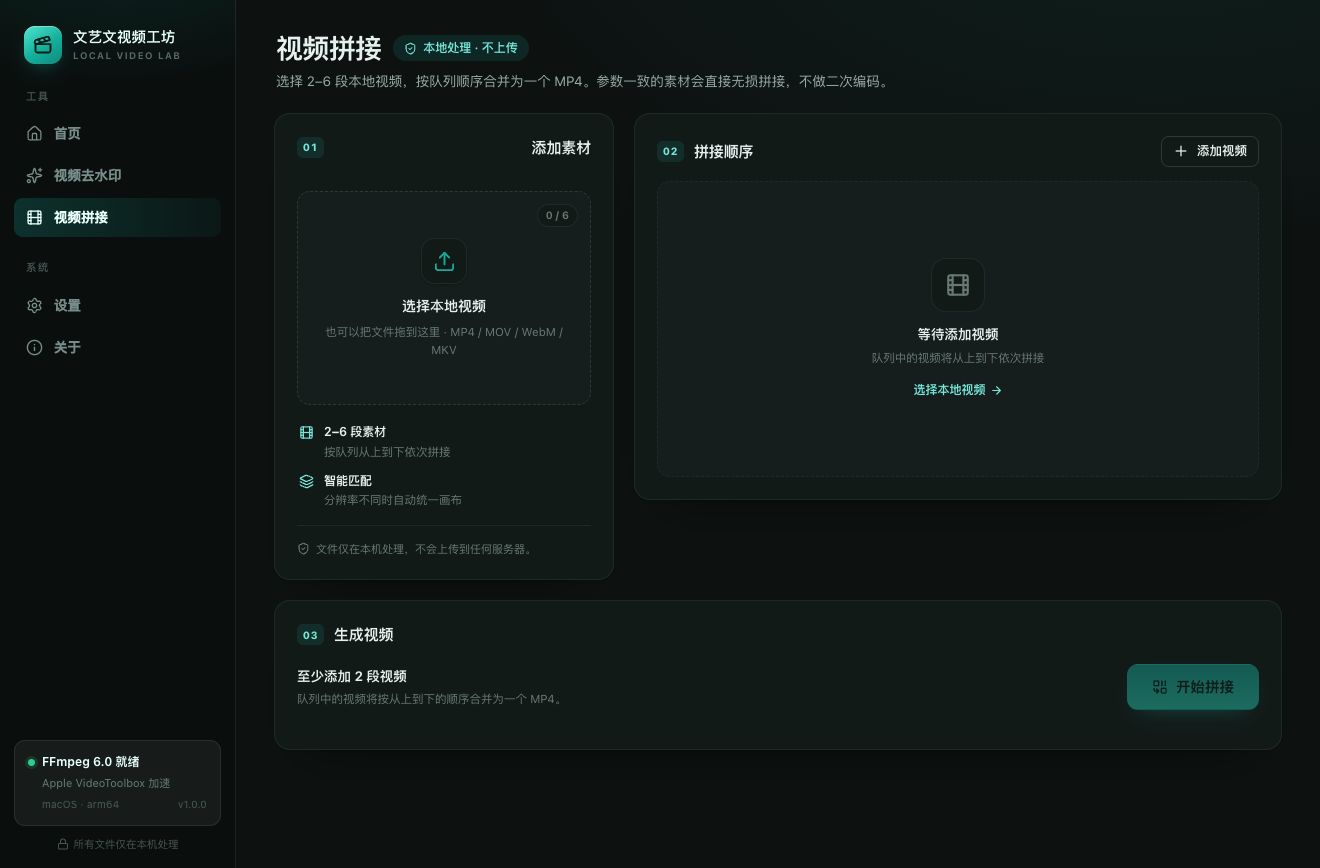 文艺文视频工坊
LOCAL VIDEO LAB
工具
首页
视频去水印
视频拼接
系统
设置
关于
FFmpeg 6.0 就绪
Apple VideoToolbox 加速
macOS · arm64 v1.0.0
所有文件仅在本机处理
视频拼接 本地处理 · 不上传
选择 2–6 段本地视频，按队列顺序合并为一个 MP4。参数一致的素材会直接无损拼接，不做二次编码。
01 添加素材
0 / 6
选择本地视频
也可以把文件拖到这里 · MP4 / MOV / WebM /
MKV
2–6 段素材
按队列从上到下依次拼接
智能匹配
分辨率不同时自动统一画布
文件仅在本机处理，不会上传到任何服务器。
02 拼接顺序 添加视频
等待添加视频
队列中的视频将从上到下依次拼接
选择本地视频
03 生成视频
至少添加 2 段视频
队列中的视频将按从上到下的顺序合并为一个 MP4。
开始拼接